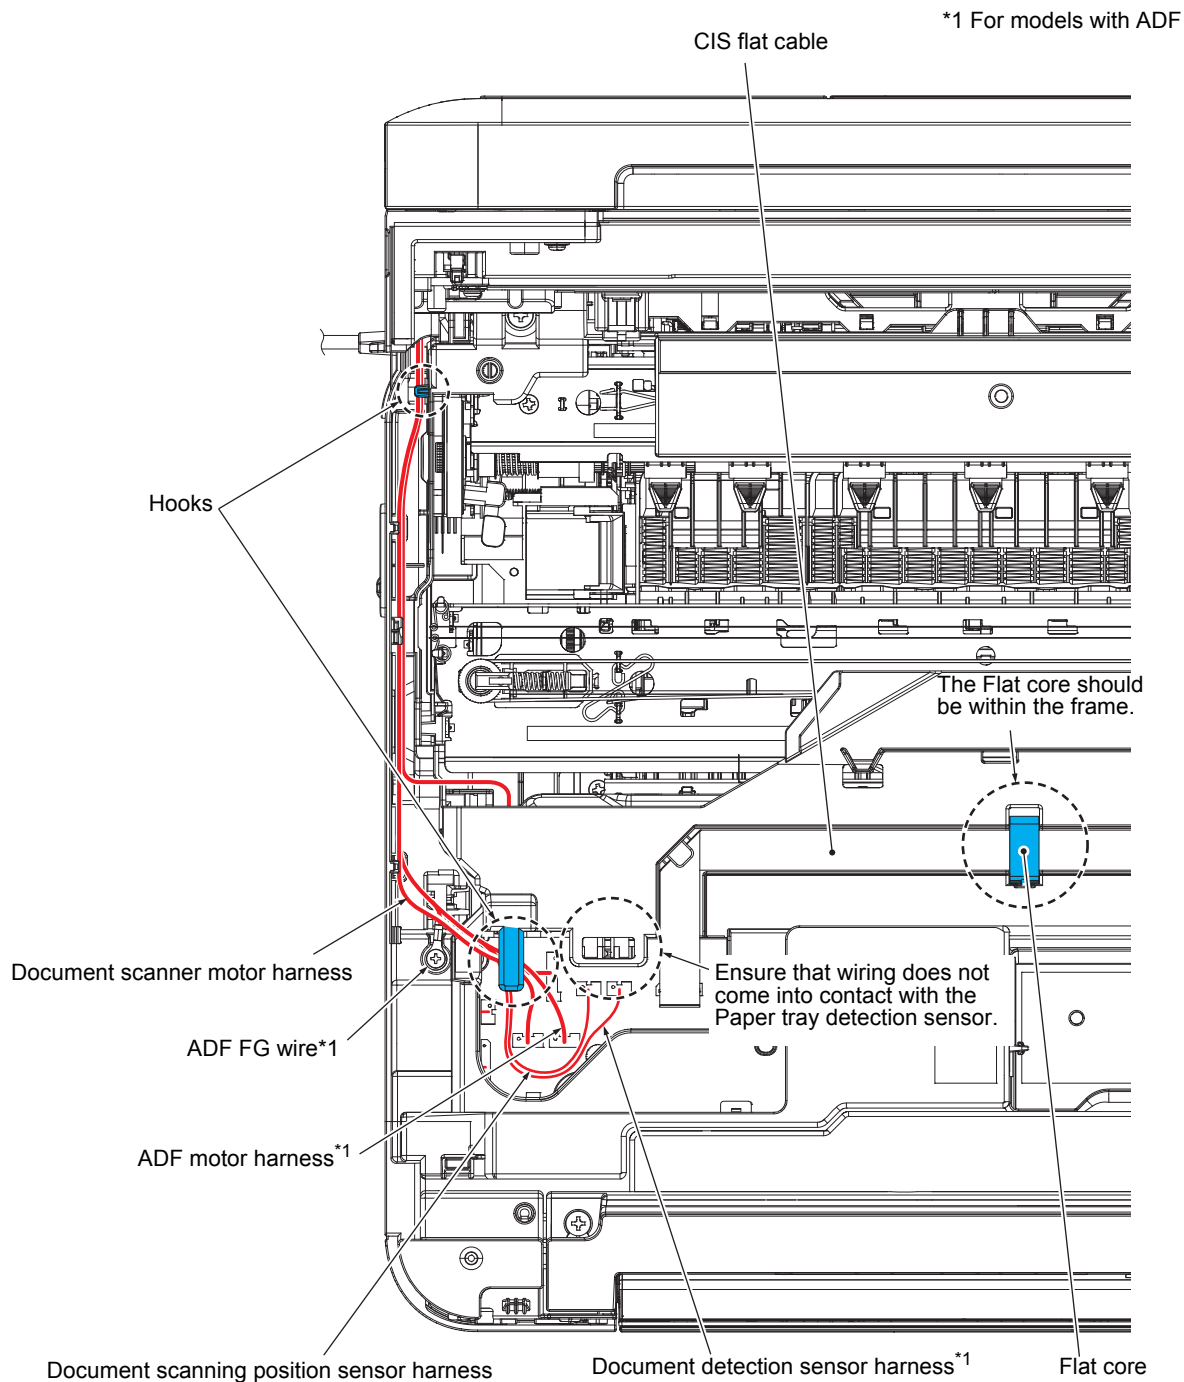 *1 For models with ADF
CIS flat cable
Hooks
The Flat core should
be within the frame.
Document scanner motor harness
Ensure that wiring does not
come into contact with the
Paper tray detection sensor.
ADF FG wire*1
ADF motor harness*1
Document scanning position sensor harness
Document detection sensor harness*1
Flat core